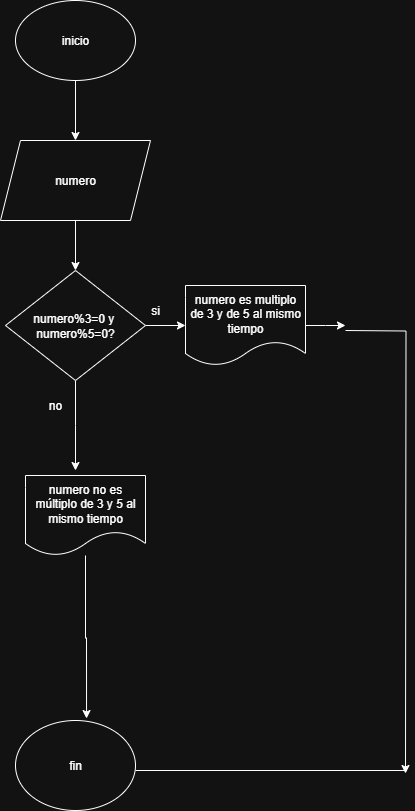 inicio
numero
numero%3=0 y
numero%5=0?
si
numero es multiplo
de 3 y de 5 al mismo
tiempo
no
numero no es
múltiplo de 3 y 5 al
mismo tiempo
fin